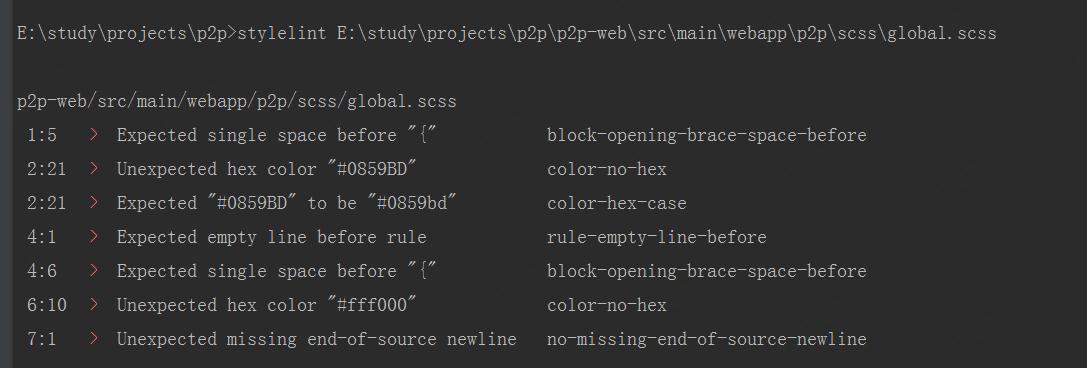 E:\study\projects\p2p>stylelint E:\study\projects\p2p\p2p-web\src\main\webapp\p2p\scss\global.scss
p2p-web/src/main/webapp/p2p/scss/global.scss
1:5 > Expected single space before "{" block-opening-brace-space-before
2:21 > Unexpected hex color "#0859BD" color-no-hex
2:21 > Expected "#0859BD" to be "#0859bd" color-hex-case
4:1 > Expected empty line before rule rule-empty-line-before
4:6 > Expected single space before "{" block-opening-brace-space-before
6:10 > Unexpected hex color "#fff000" color-no-hex
7:1 > Unexpected missing end-of-source newline no-missing-end-of-source-newline